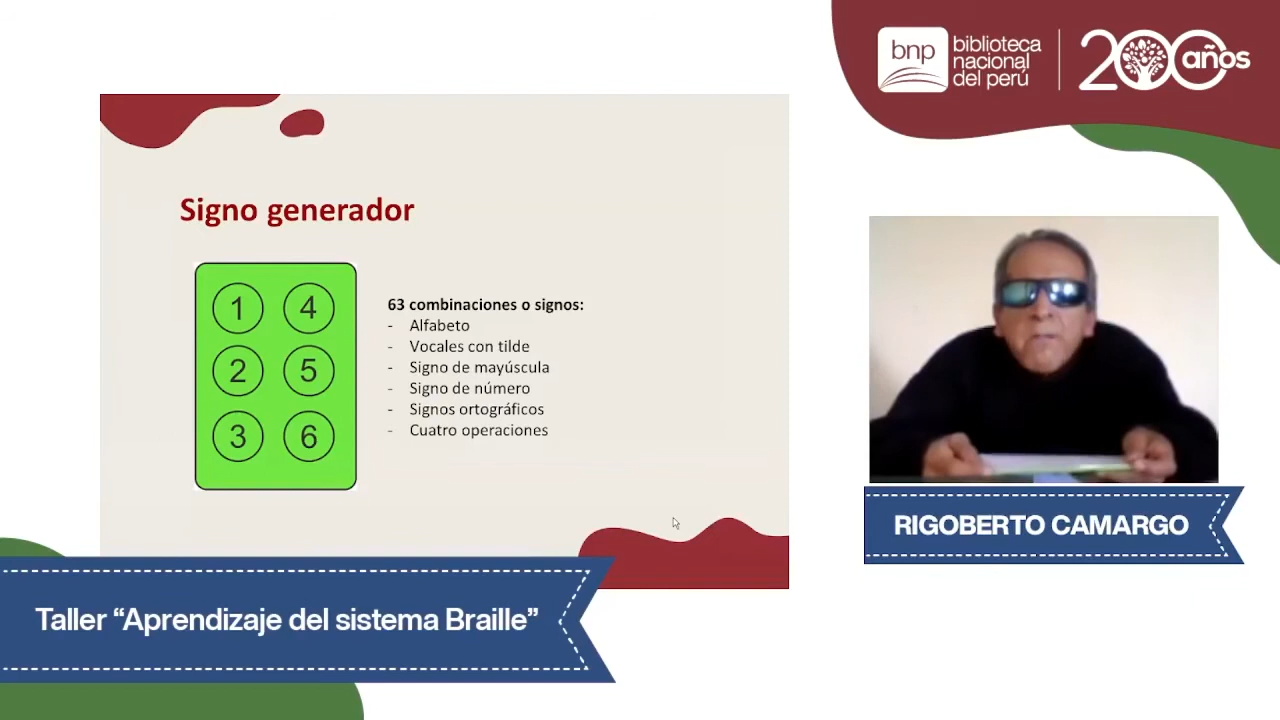 bnp
biblioteca
nacional
del perú
200 años
Signo generador
1 4
2 5
3 6
63 combinaciones o signos:
- Alfabeto
- Vocales con tilde
- Signo de mayúscula
- Signo de número
- Signos ortográficos
- Cuatro operaciones
RIGOBERTO CAMARGO
Taller “Aprendizaje del sistema Braille”